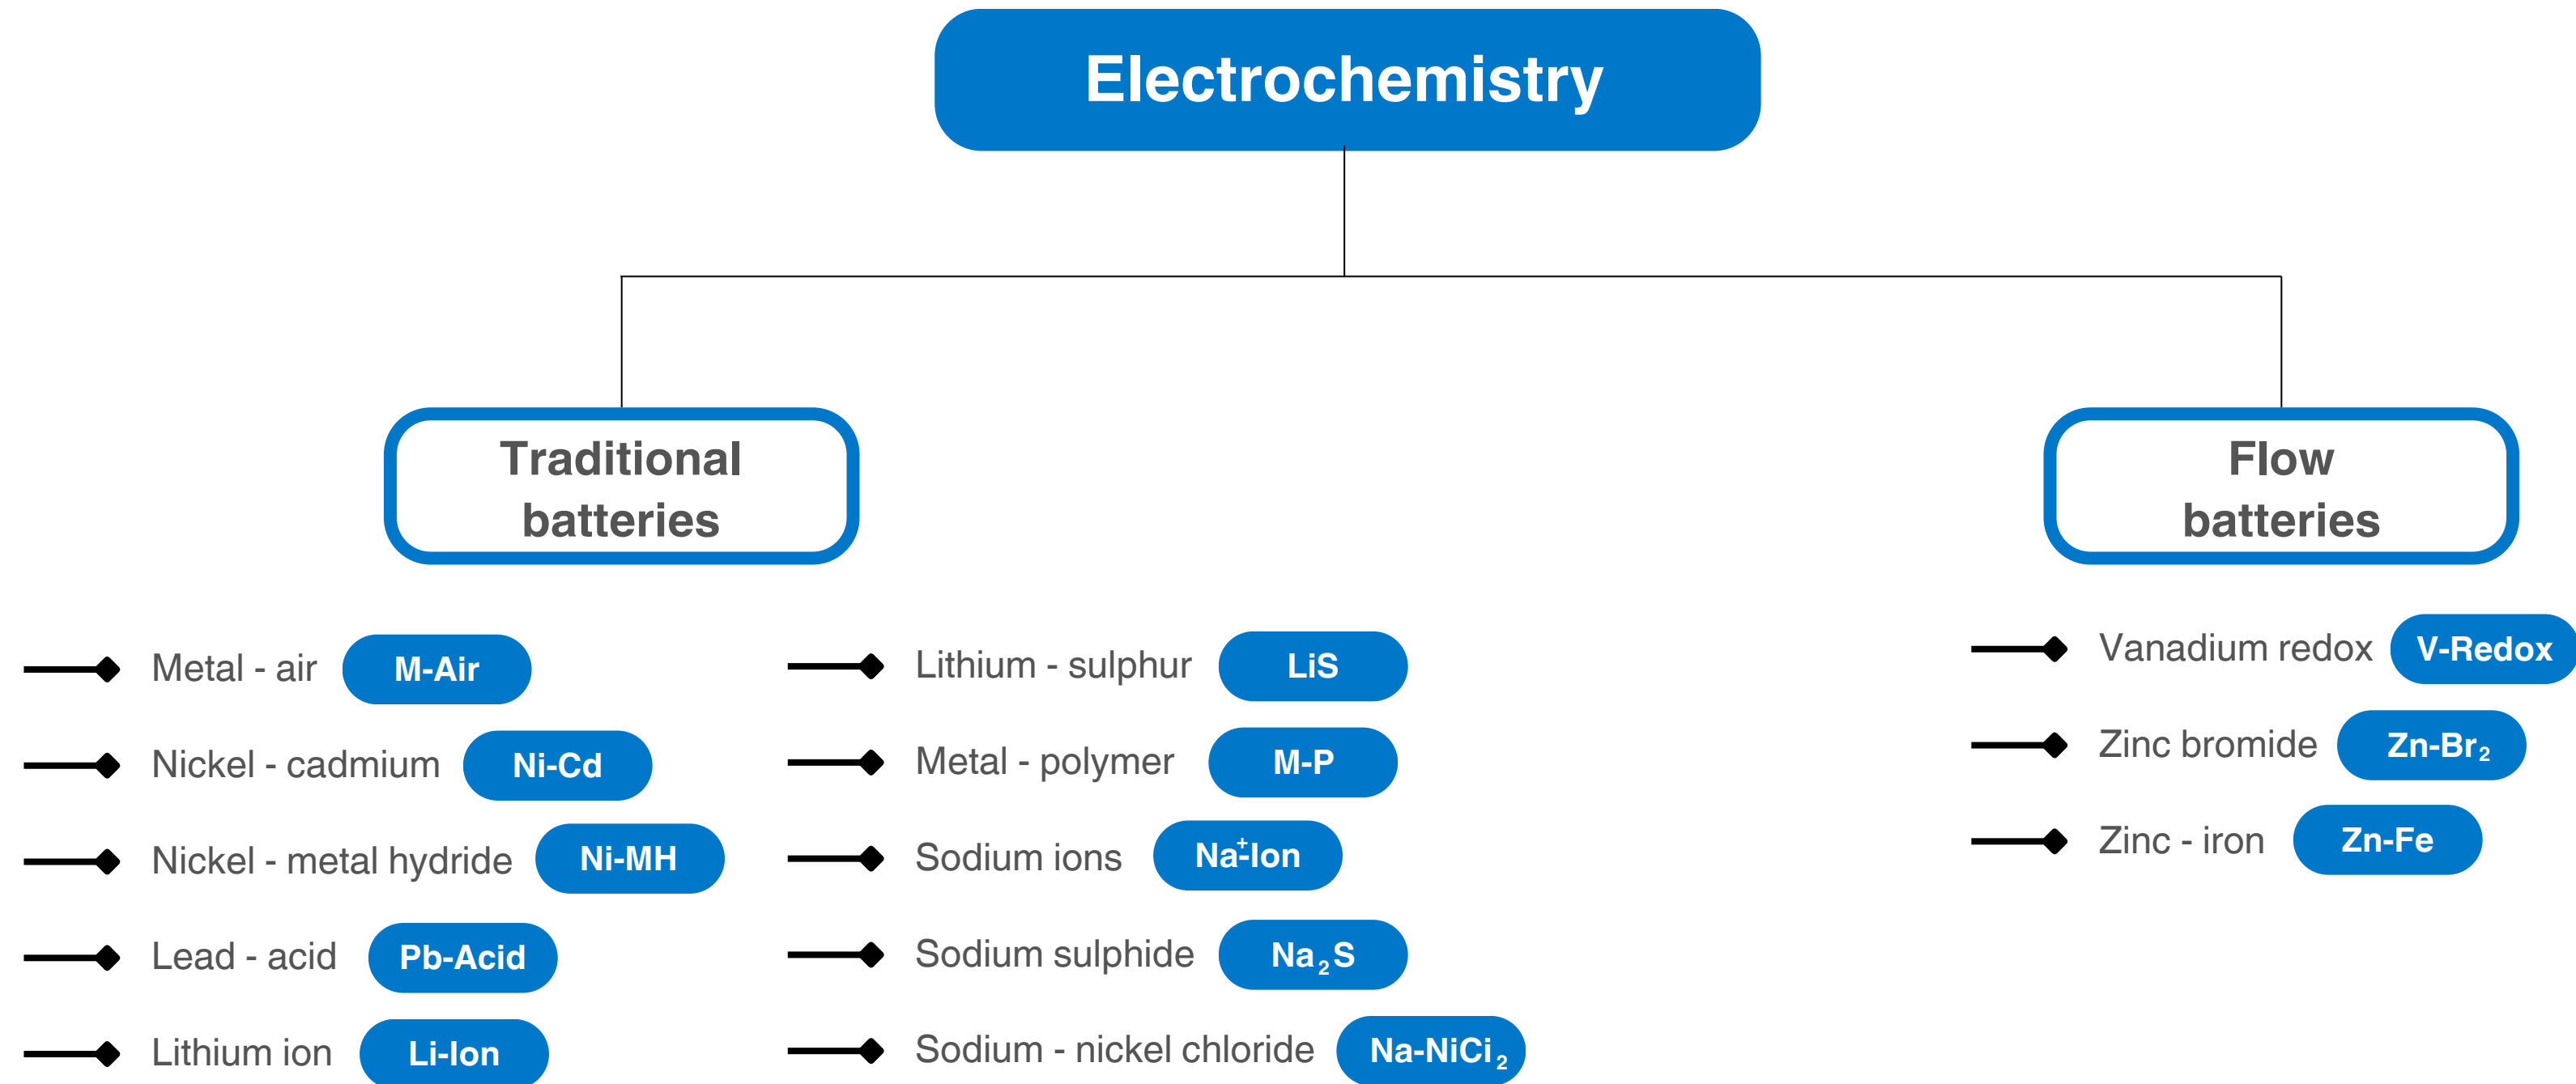 Electrochemistry
Traditional
batteries
Flow
batteries
Metal - air M-Air
Nickel - cadmium Ni-Cd
Nickel - metal hydride Ni-MH
Lead - acid Pb-Acid
Lithium ion Li-Ion
Lithium - sulphur LiS
Metal - polymer M-P
Sodium ions Na⁺-Ion
Sodium sulphide Na₂S
Sodium - nickel chloride Na-NiCi₂
Vanadium redox V-Redox
Zinc bromide Zn-Br₂
Zinc - iron Zn-Fe